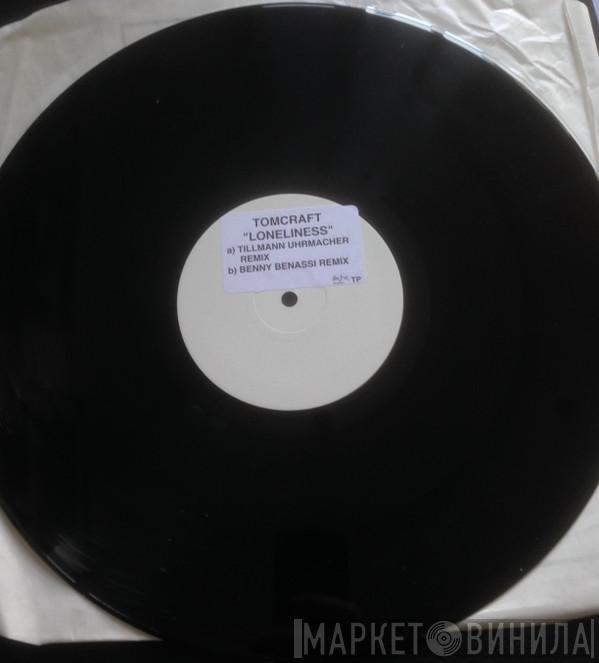 TOMCRAFT
"LONELINESS"
a) TILLMANN UHRMACHER
REMIX
b) BENNY BENASSI REMIX
TP
МАРКЕТ ВИНИЛА